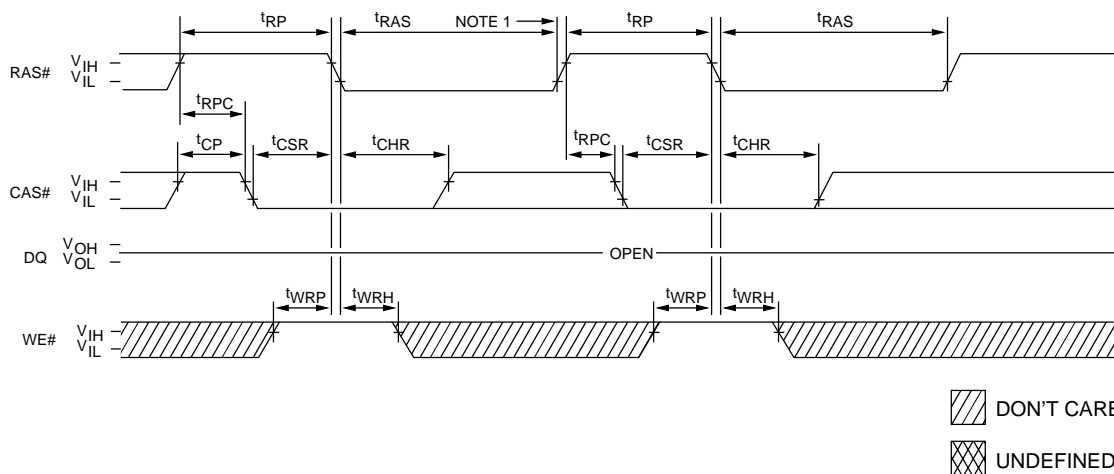 tRP tRAS NOTE 1 tRP tRAS
RAS# VIH
VIL
tRPC
tCP tCSR tCHR tRPC tCSR tCHR
CAS# VIH
VIL
DQ VOH
VOL
OPEN
tWRP tWRH tWRP tWRH
WE# VIH
VIL
DON'T CARE
UNDEFINED